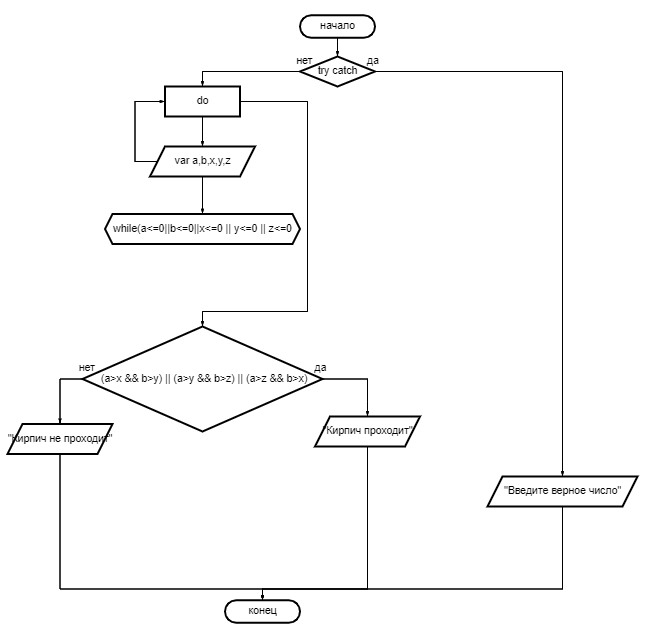 начало
нет
да
try catch
do
var a,b,x,y,z
while(a<=0||b<=0||x<=0 || y<=0 || z<=0
нет
да
(a>x && b>y) || (a>y && b>z) || (a>z && b>x)
"Кирпич не проходит"
"Кирпич проходит"
"Введите верное число"
конец